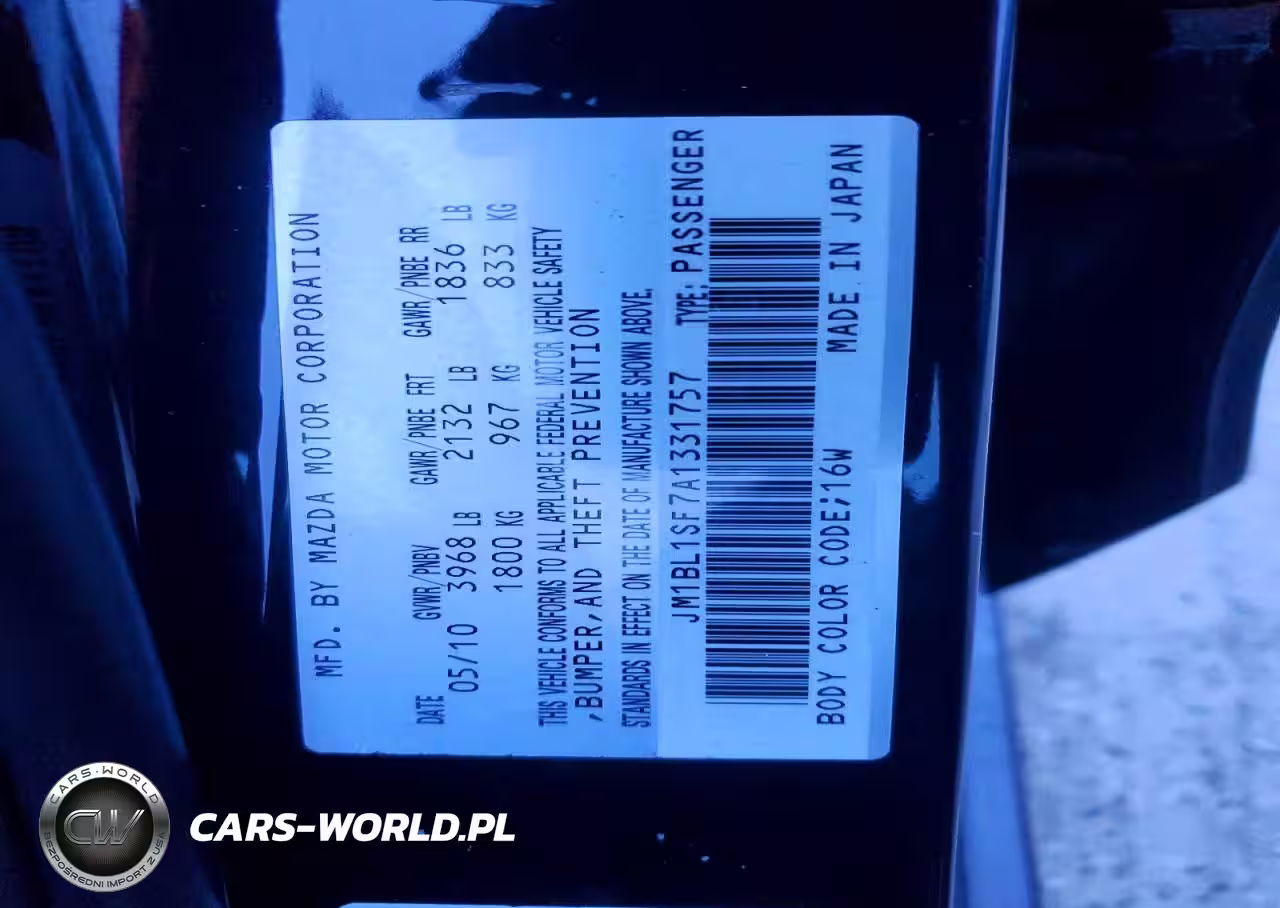 MFD. BY MAZDA MOTOR CORPORATION
DATE GVWR/PNBV GAWR/PNBE FRT GAWR/PNBE RR
05/10 3968 LB 2132 LB 1836 LB
1800 KG 967 KG 833 KG
THIS VEHICLE CONFORMS TO ALL APPLICABLE FEDERAL MOTOR VEHICLE SAFETY
,BUMPER,AND THEFT PREVENTION
STANDARDS IN EFFECT ON THE DATE OF MANUFACTURE SHOWN ABOVE.
JM1BL1SF7A1331757 TYPE: PASSENGER
BODY COLOR CODE;16W MADE IN JAPAN
CARS-WORLD
CW
BEZPOŚREDNI IMPORT Z USA
CARS-WORLD.PL